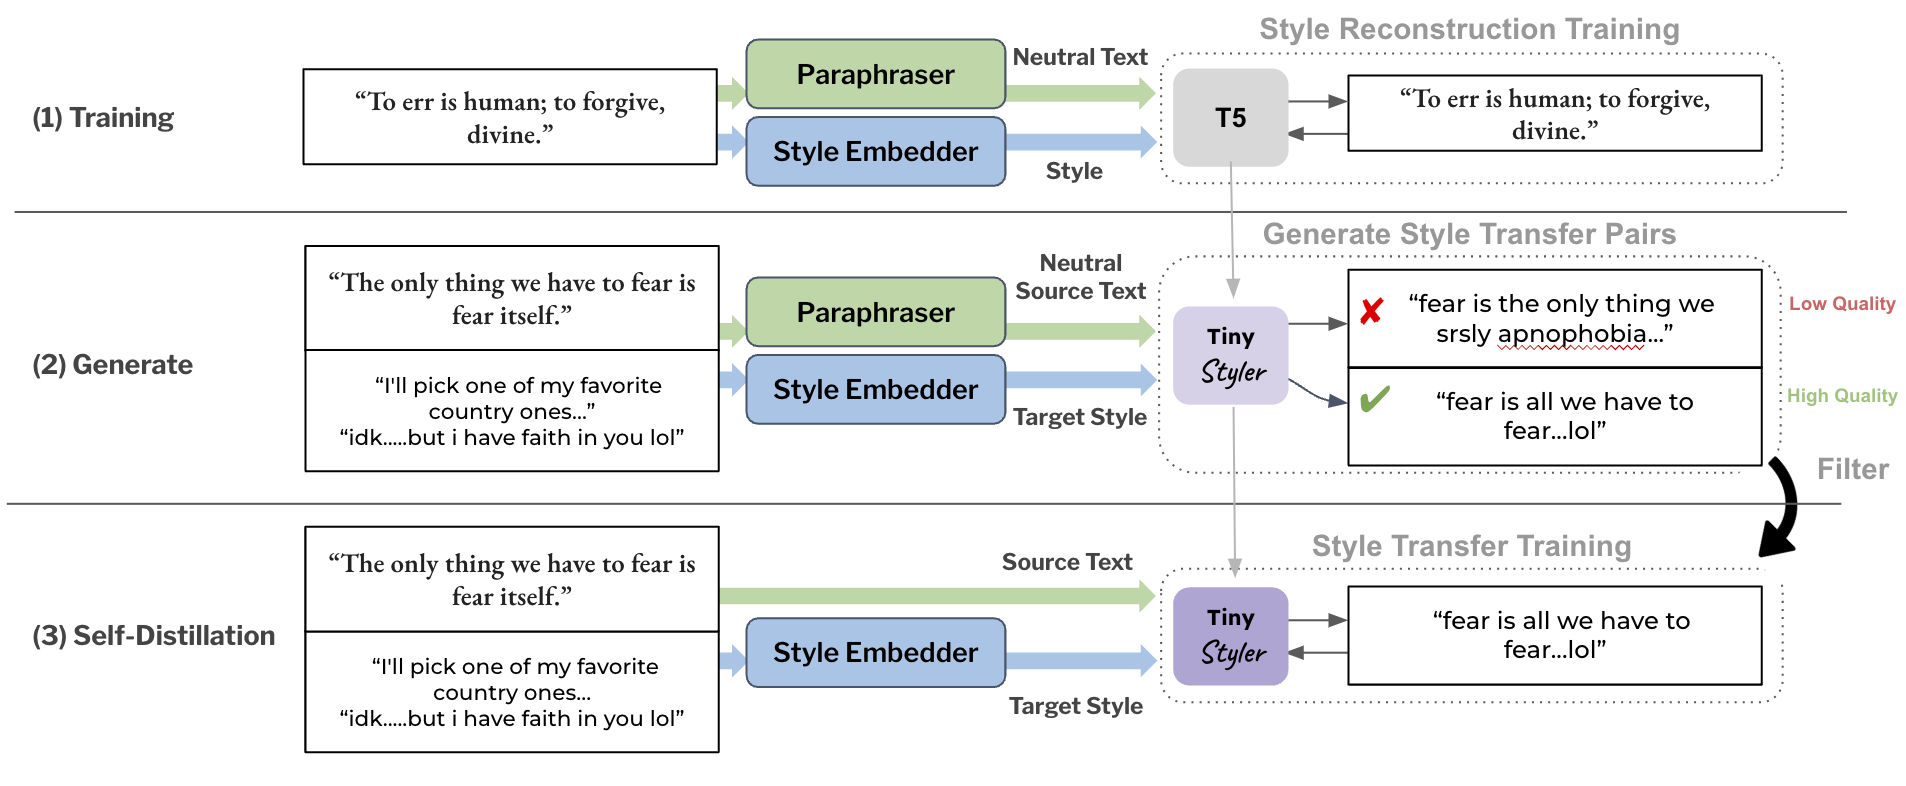 Style Reconstruction Training
(1) Training
“To err is human; to forgive,
divine.”
Paraphraser
Style Embedder
Neutral Text
Style
T5
“To err is human; to forgive,
divine.”
Generate Style Transfer Pairs
(2) Generate
“The only thing we have to fear is
fear itself.”
“I'll pick one of my favorite
country ones...”
“idk.....but i have faith in you lol”
Paraphraser
Style Embedder
Neutral
Source Text
Target Style
Tiny
Styler
✘ “fear is the only thing we
srsly apnophobia...”
Low Quality
✔ “fear is all we have to
fear...lol”
High Quality
Filter
Style Transfer Training
(3) Self-Distillation
“The only thing we have to fear is
fear itself.”
“I'll pick one of my favorite
country ones...
“idk.....but i have faith in you lol”
Source Text
Style Embedder
Target Style
Tiny
Styler
“fear is all we have to
fear...lol”